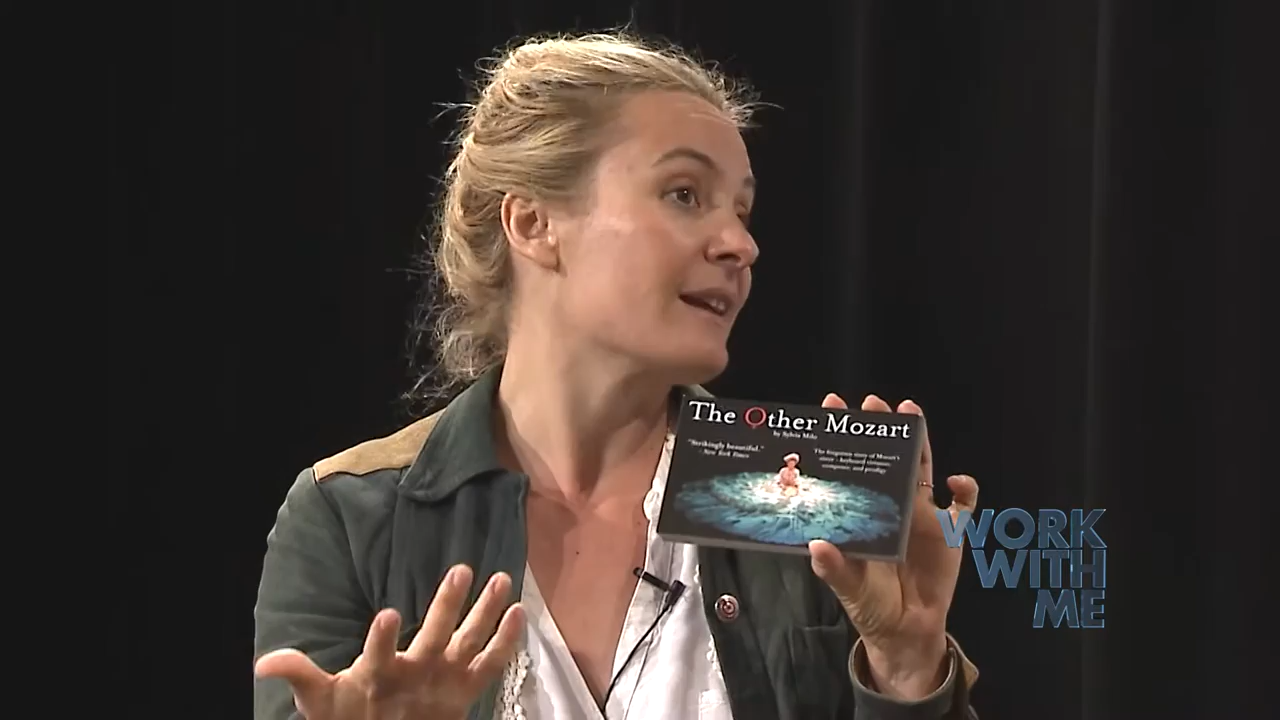 The Other Mozart
by Sylvia Milo
"Strikingly beautiful."
- New York Times
The forgotten story of Mozart's
sister - keyboard virtuoso,
composer, and prodigy
WORK
WITH
ME